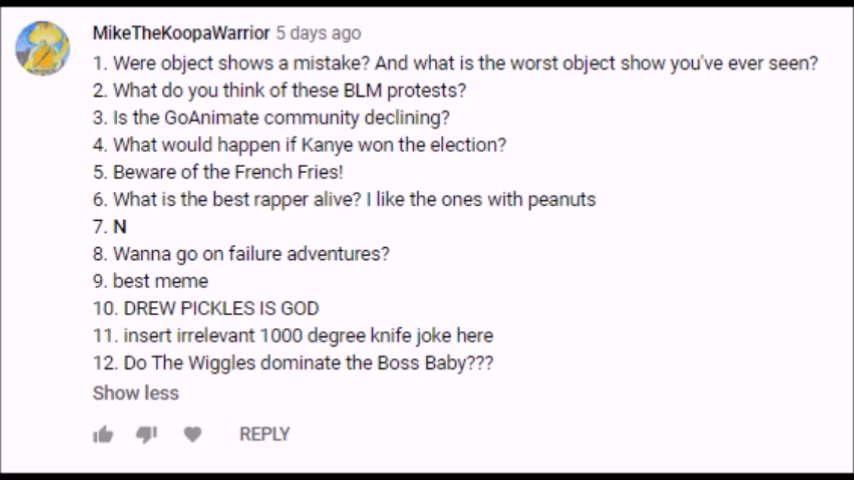 MikeTheKoopaWarrior 5 days ago
1. Were object shows a mistake? And what is the worst object show you've ever seen?
2. What do you think of these BLM protests?
3. Is the GoAnimate community declining?
4. What would happen if Kanye won the election?
5. Beware of the French Fries!
6. What is the best rapper alive? I like the ones with peanuts
7. N
8. Wanna go on failure adventures?
9. best meme
10. DREW PICKLES IS GOD
11. insert irrelevant 1000 degree knife joke here
12. Do The Wiggles dominate the Boss Baby???
Show less
REPLY